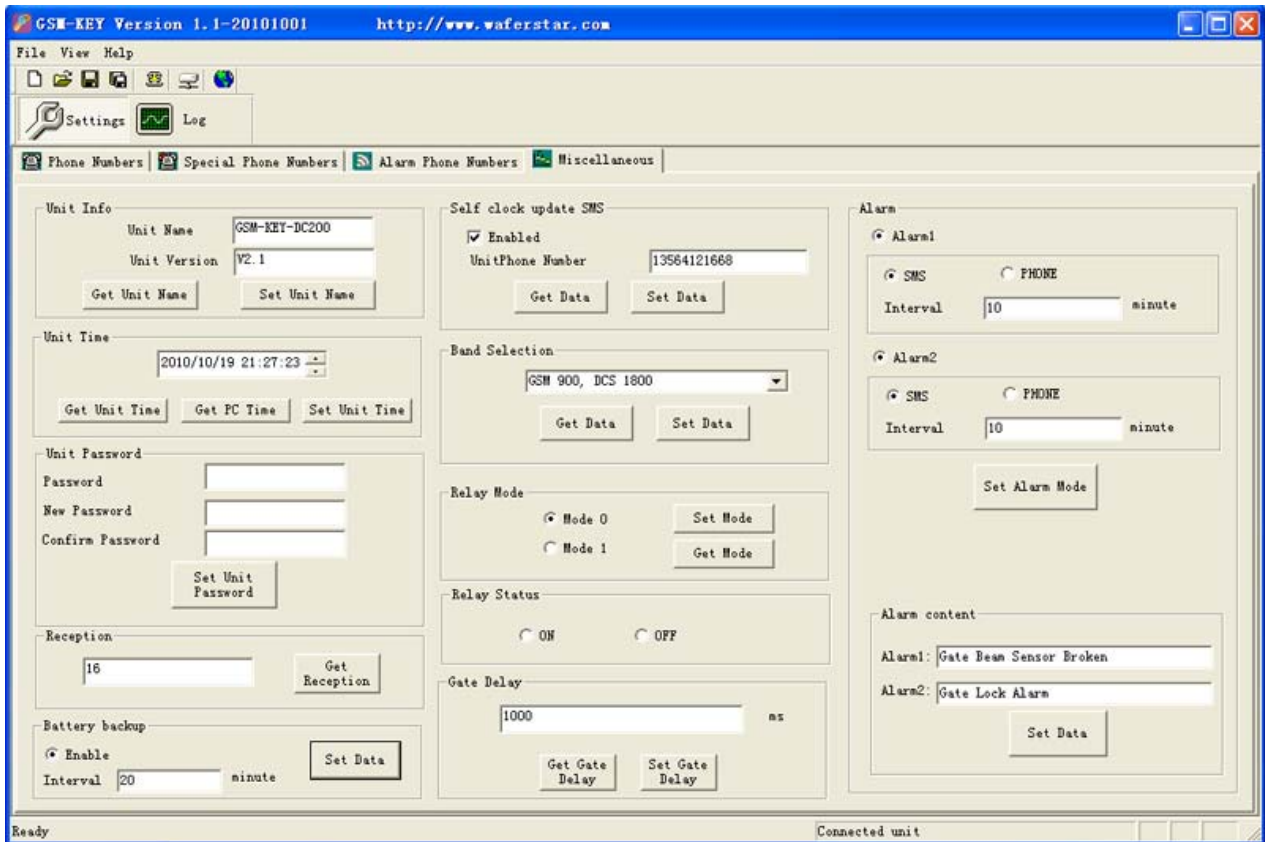 GSM-KEY Version 1.1-20101001 http://www.waferstar.com
File View Help
Settings Log
Phone Numbers Special Phone Numbers Alarm Phone Numbers Miscellaneous
Unit Info
Unit Name GSM-KEY-DC200
Unit Version V2.1
Get Unit Name Set Unit Name
Unit Time
2010/10/19 21:27:23
Get Unit Time Get PC Time Set Unit Time
Unit Password
Password
New Password
Confirm Password
Set Unit
Password
Reception
16
Get
Reception
Battery backup
Enable
Interval 20 minute
Set Data
Self clock update SMS
Enabled
UnitPhone Number 13564121668
Get Data Set Data
Band Selection
GSM 900, DCS 1800
Get Data Set Data
Relay Mode
Mode 0 Set Mode
Mode 1 Get Mode
Relay Status
ON OFF
Gate Delay
1000 ms
Get Gate
Delay
Set Gate
Delay
Alarm
Alarm1
SMS PHONE
Interval 10 minute
Alarm2
SMS PHONE
Interval 10 minute
Set Alarm Mode
Alarm content
Alarm1: Gate Beam Sensor Broken
Alarm2: Gate Lock Alarm
Set Data
Ready Connected unit